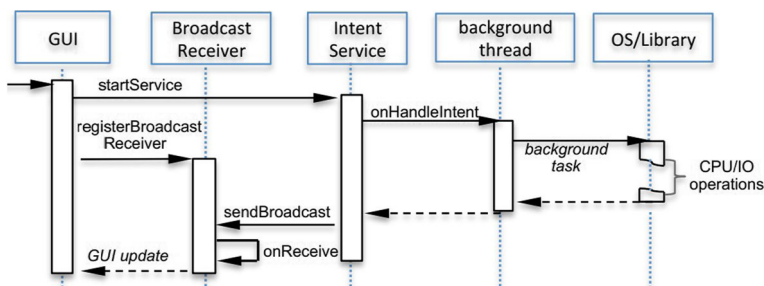 GUI
Broadcast
Receiver
Intent
Service
background
thread
OS/Library
startService
onHandleIntent
registerBroadcast
Receiver
background
task
CPU/IO
operations
sendBroadcast
onReceive
GUI update